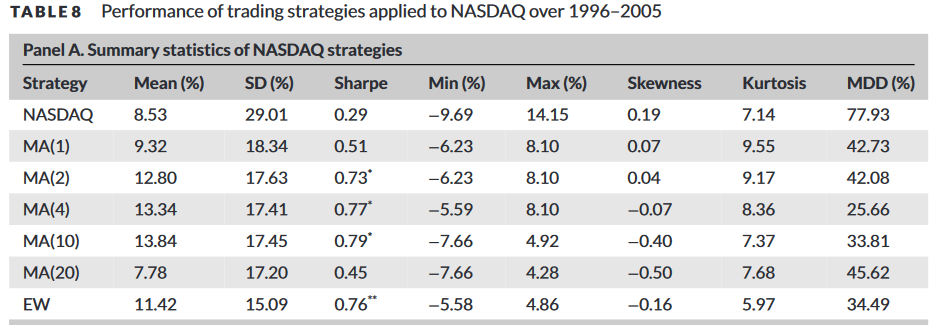 TABLE 8 Performance of trading strategies applied to NASDAQ over 1996–2005
Panel A. Summary statistics of NASDAQ strategies
Strategy Mean (%) SD (%) Sharpe Min (%) Max (%) Skewness Kurtosis MDD (%)
NASDAQ 8.53 29.01 0.29 −9.69 14.15 0.19 7.14 77.93
MA(1) 9.32 18.34 0.51 −6.23 8.10 0.07 9.55 42.73
MA(2) 12.80 17.63 0.73* −6.23 8.10 0.04 9.17 42.08
MA(4) 13.34 17.41 0.77* −5.59 8.10 −0.07 8.36 25.66
MA(10) 13.84 17.45 0.79* −7.66 4.92 −0.40 7.37 33.81
MA(20) 7.78 17.20 0.45 −7.66 4.28 −0.50 7.68 45.62
EW 11.42 15.09 0.76** −5.58 4.86 −0.16 5.97 34.49